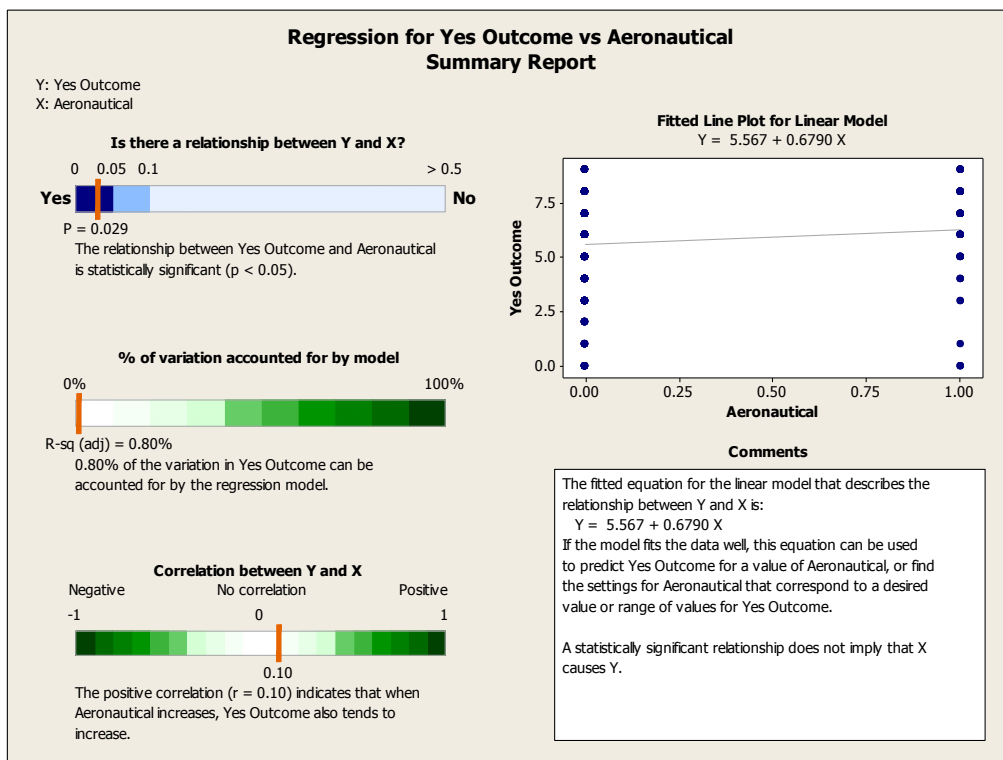 Regression for Yes Outcome vs Aeronautical
Summary Report
Y: Yes Outcome
X: Aeronautical
Is there a relationship between Y and X?
0 0.05 0.1 > 0.5
Yes No
P = 0.029
The relationship between Yes Outcome and Aeronautical
is statistically significant (p < 0.05).
% of variation accounted for by model
0% 100%
R-sq (adj) = 0.80%
0.80% of the variation in Yes Outcome can be
accounted for by the regression model.
Correlation between Y and X
Negative No correlation Positive
-1 0 1
0.10
The positive correlation (r = 0.10) indicates that when
Aeronautical increases, Yes Outcome also tends to
increase.
Fitted Line Plot for Linear Model
Y = 5.567 + 0.6790 X
7.5
5.0
2.5
0.0
Yes Outcome
0.00 0.25 0.50 0.75 1.00
Aeronautical
Comments
The fitted equation for the linear model that describes the
relationship between Y and X is:
Y = 5.567 + 0.6790 X
If the model fits the data well, this equation can be used
to predict Yes Outcome for a value of Aeronautical, or find
the settings for Aeronautical that correspond to a desired
value or range of values for Yes Outcome.
A statistically significant relationship does not imply that X
causes Y.